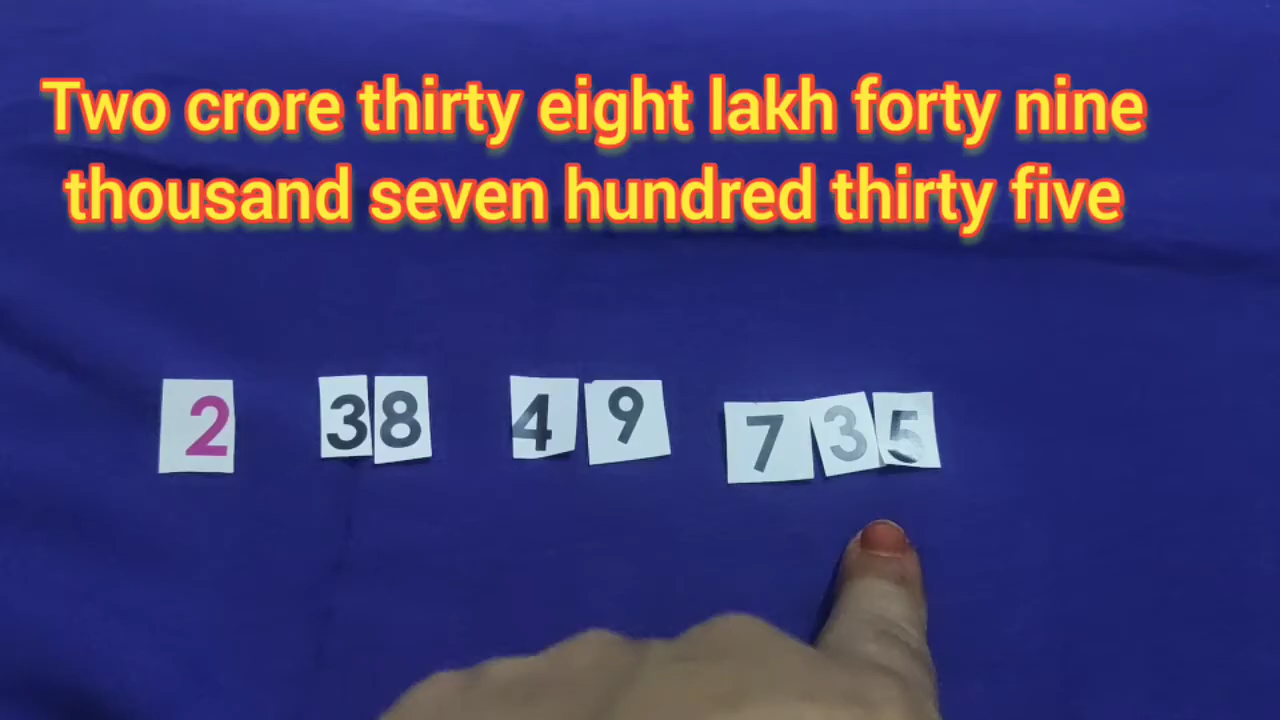 Two crore thirty eight lakh forty nine
thousand seven hundred thirty five
2 38 49 735